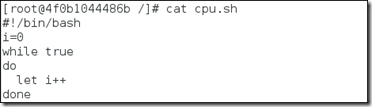 [root@4f0b1044486b /]# cat cpu.sh
#!/bin/bash
i=0
while true
do
  let i++
done